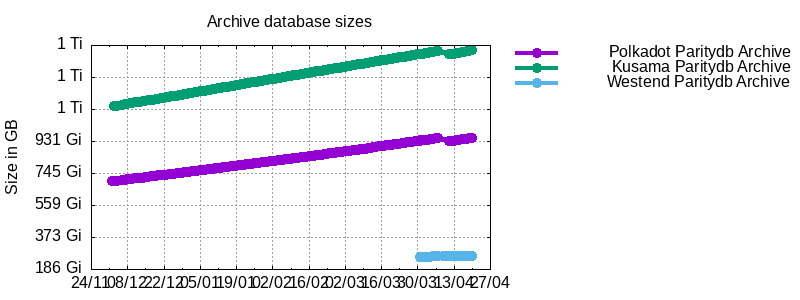 Archive database sizes
Polkadot Paritydb Archive
Kusama Paritydb Archive
Westend Paritydb Archive
Size in GB
1 Ti
1 Ti
1 Ti
931 Gi
745 Gi
559 Gi
373 Gi
186 Gi
24/11 08/12 22/12 05/01 19/01 02/02 16/02 02/03 16/03 30/03 13/04 27/04